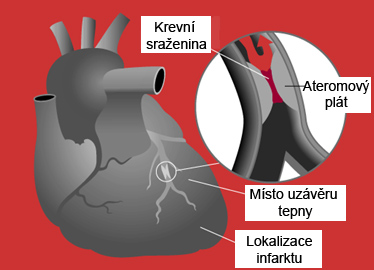 Krevní
sraženina
Ateromový
plát
Místo uzávěru
tepny
Lokalizace
infarktu